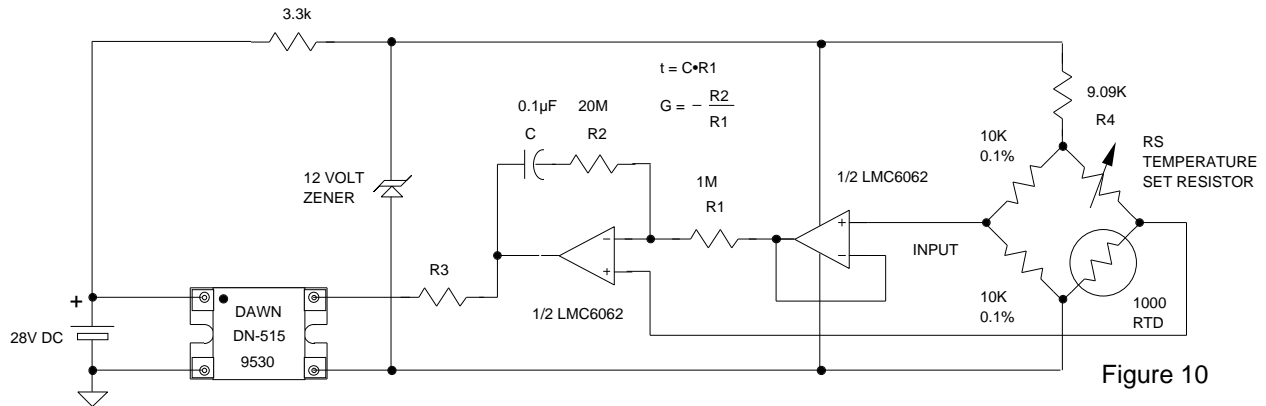 3.3k
t = C•R1
G = - R2
R1
0.1µF 20M
C R2
9.09K
R4
10K
0.1%
RS
TEMPERATURE
SET RESISTOR
12 VOLT
ZENER
1M
R1
1/2 LMC6062
+
-
INPUT
-
+
R3
1/2 LMC6062
10K
0.1%
1000
RTD
+
28V DC
DAWN
DN-515
9530
Figure 10